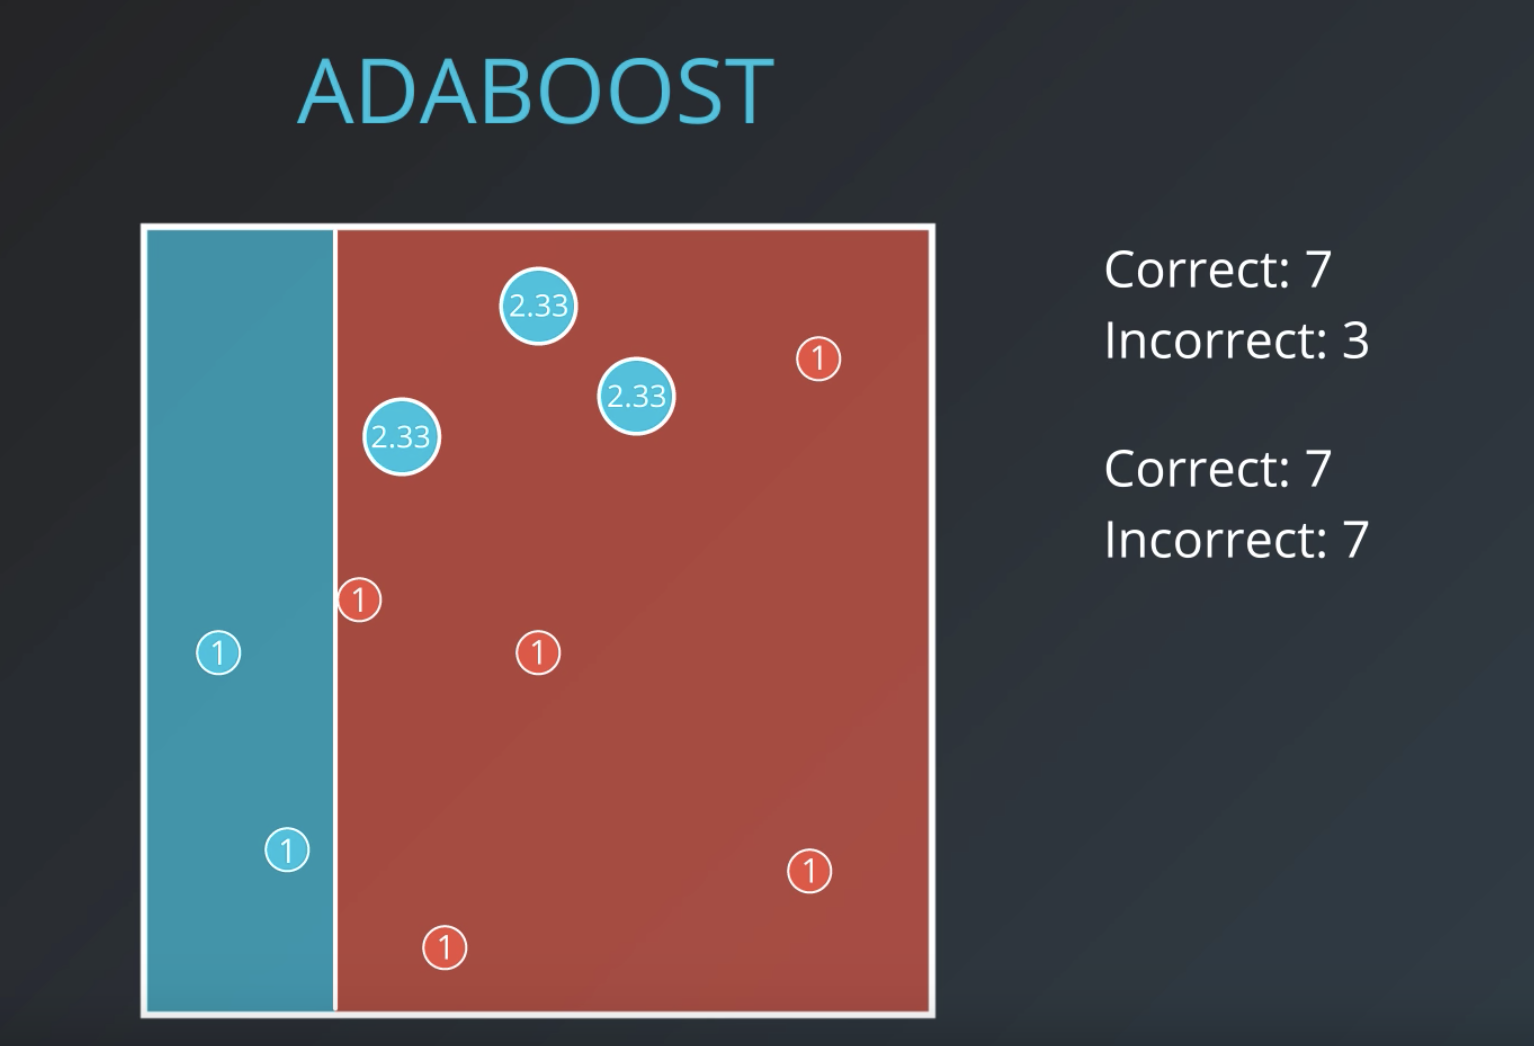 ADABOOST
2.33
1
2.33
2.33
1
1
1
1
1
1
Correct: 7
Incorrect: 3
Correct: 7
Incorrect: 7